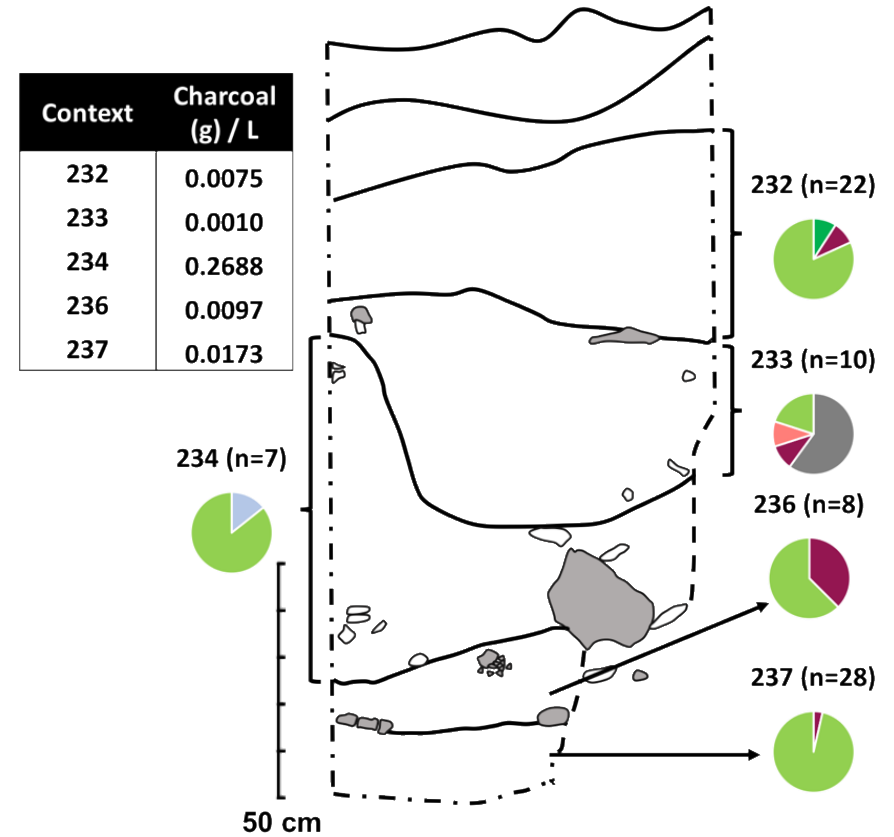 Context Charcoal (g) / L
232 0.0075
233 0.0010
234 0.2688
236 0.0097
237 0.0173
232 (n=22)
233 (n=10)
234 (n=7)
236 (n=8)
237 (n=28)
50 cm